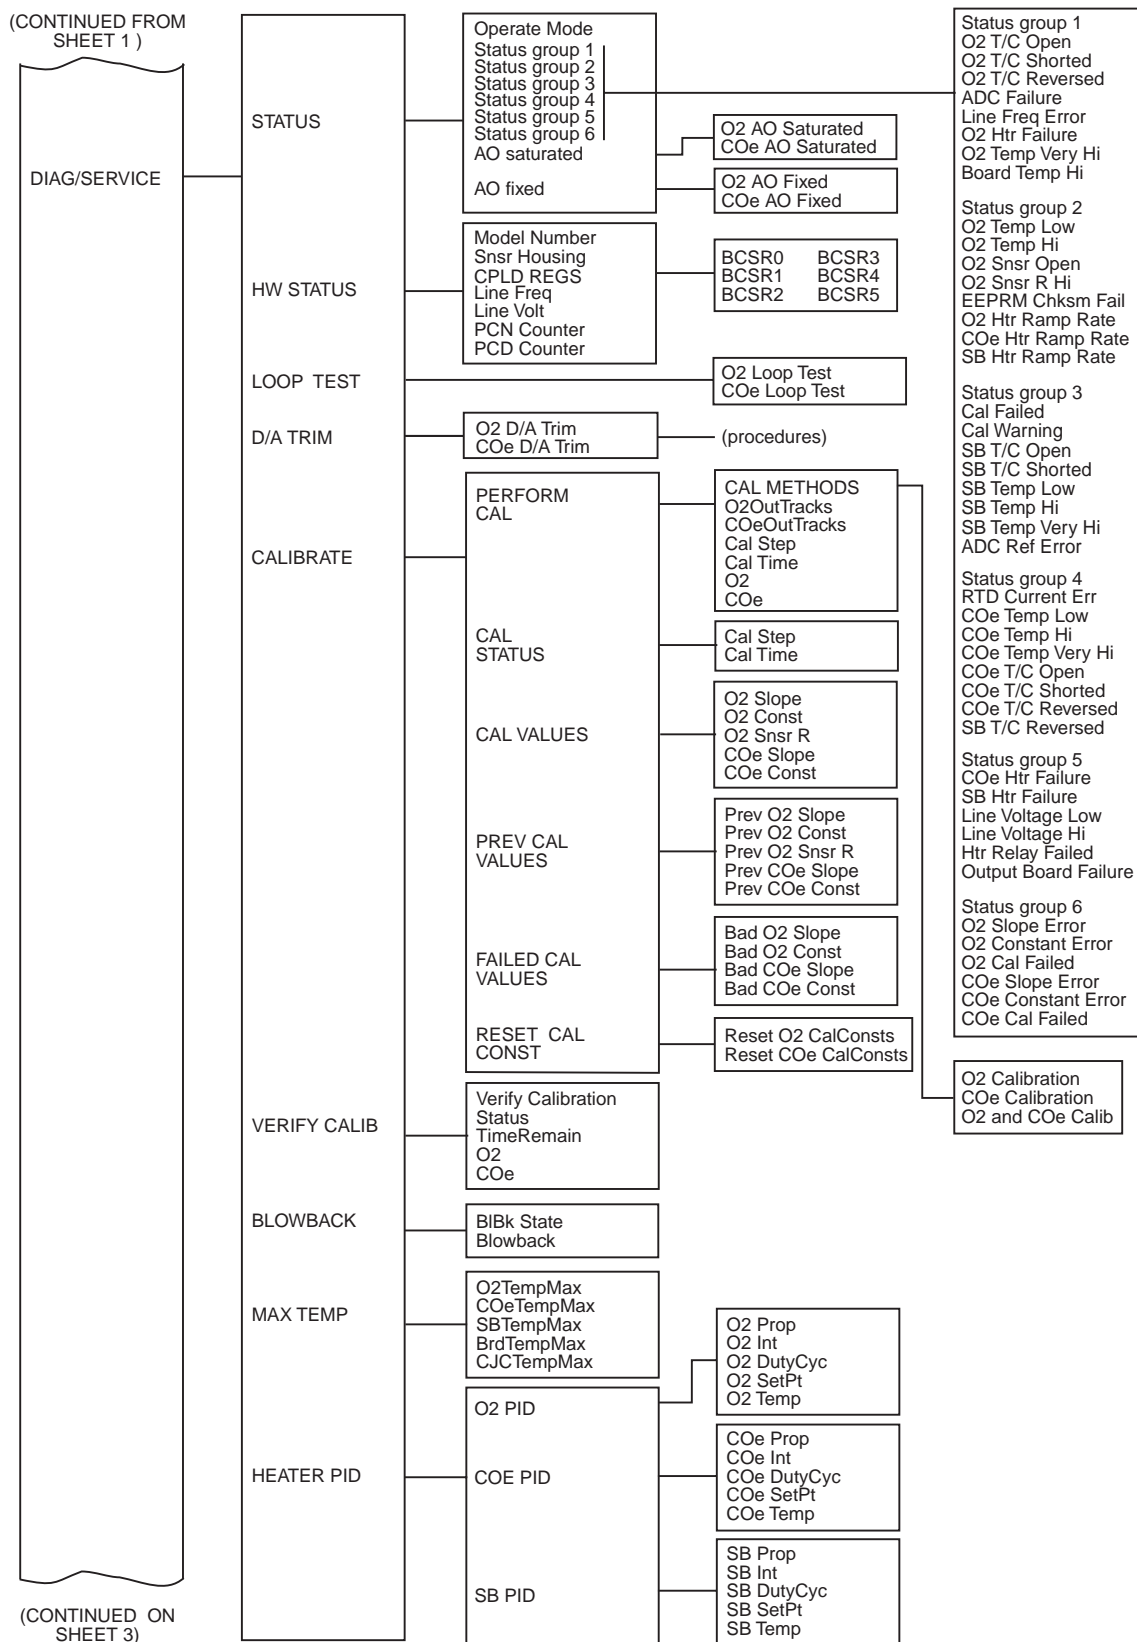 (CONTINUED FROM
SHEET 1 )
DIAG/SERVICE
(CONTINUED ON
SHEET 3)
STATUS
HW STATUS
LOOP TEST
D/A TRIM
CALIBRATE
VERIFY CALIB
BLOWBACK
MAX TEMP
HEATER PID
Operate Mode
Status group 1
Status group 2
Status group 3
Status group 4
Status group 5
Status group 6
AO saturated
AO fixed
O2 AO Saturated
COe AO Saturated
O2 AO Fixed
COe AO Fixed
Model Number
Snsr Housing
CPLD REGS
Line Freq
Line Volt
PCN Counter
PCD Counter
BCSR0 BCSR3
BCSR1 BCSR4
BCSR2 BCSR5
O2 Loop Test
COe Loop Test
O2 D/A Trim
COe D/A Trim
(procedures)
PERFORM
CAL
CAL
STATUS
CAL VALUES
PREV CAL
VALUES
FAILED CAL
VALUES
RESET CAL
CONST
CAL METHODS
O2OutTracks
COeOutTracks
Cal Step
Cal Time
O2
COe
Cal Step
Cal Time
O2 Slope
O2 Const
O2 Snsr R
COe Slope
COe Const
Prev O2 Slope
Prev O2 Const
Prev O2 Snsr R
Prev COe Slope
Prev COe Const
Bad O2 Slope
Bad O2 Const
Bad COe Slope
Bad COe Const
Reset O2 CalConsts
Reset COe CalConsts
Verify Calibration
Status
TimeRemain
O2
COe
BlBk State
Blowback
O2TempMax
COeTempMax
SBTempMax
BrdTempMax
CJCTempMax
O2 PID
COE PID
SB PID
O2 Prop
O2 Int
O2 DutyCyc
O2 SetPt
O2 Temp
COe Prop
COe Int
COe DutyCyc
COe SetPt
COe Temp
SB Prop
SB Int
SB DutyCyc
SB SetPt
SB Temp
Status group 1
O2 T/C Open
O2 T/C Shorted
O2 T/C Reversed
ADC Failure
Line Freq Error
O2 Htr Failure
O2 Temp Very Hi
Board Temp Hi
Status group 2
O2 Temp Low
O2 Temp Hi
O2 Snsr Open
O2 Snsr R Hi
EEPRM Chksm Fail
O2 Htr Ramp Rate
COe Htr Ramp Rate
SB Htr Ramp Rate
Status group 3
Cal Failed
Cal Warning
SB T/C Open
SB T/C Shorted
SB Temp Low
SB Temp Hi
SB Temp Very Hi
ADC Ref Error
Status group 4
RTD Current Err
COe Temp Low
COe Temp Hi
COe Temp Very Hi
COe T/C Open
COe T/C Shorted
COe T/C Reversed
SB T/C Reversed
Status group 5
COe Htr Failure
SB Htr Failure
Line Voltage Low
Line Voltage Hi
Htr Relay Failed
Output Board Failure
Status group 6
O2 Slope Error
O2 Constant Error
O2 Cal Failed
COe Slope Error
COe Constant Error
COe Cal Failed
O2 Calibration
COe Calibration
O2 and COe Calib